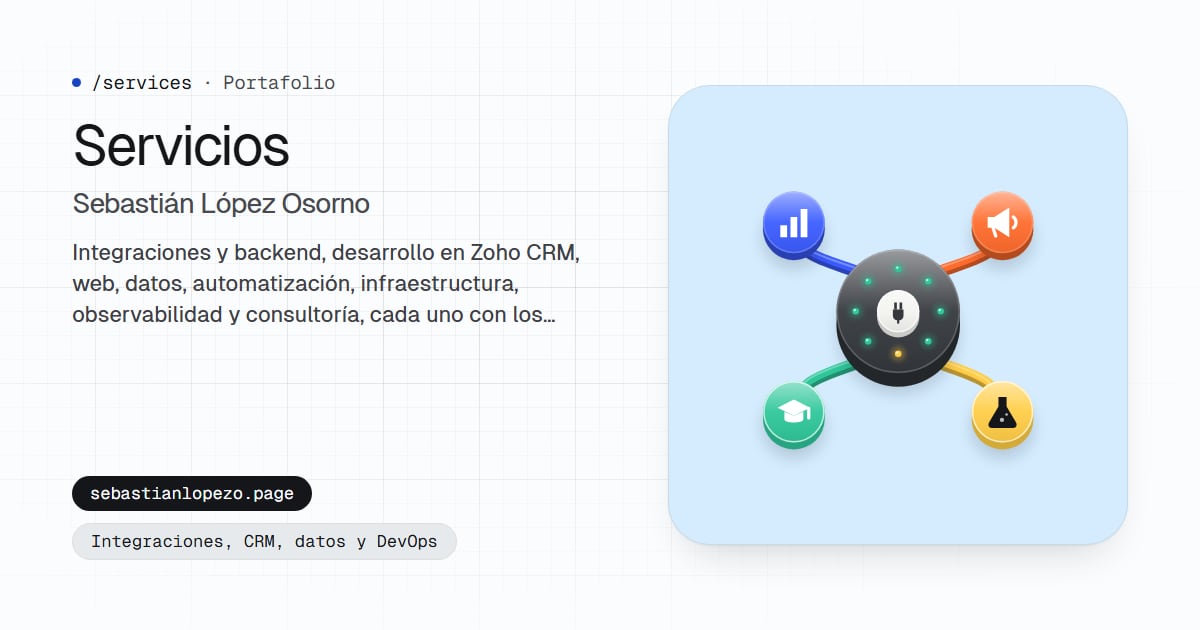 /services · Portafolio
Servicios
Sebastián López Osorno
Integraciones y backend, desarrollo en Zoho CRM,
web, datos, automatización, infraestructura,
observabilidad y consultoría, cada uno con los…
sebastianlopezo.page
Integraciones, CRM, datos y DevOps